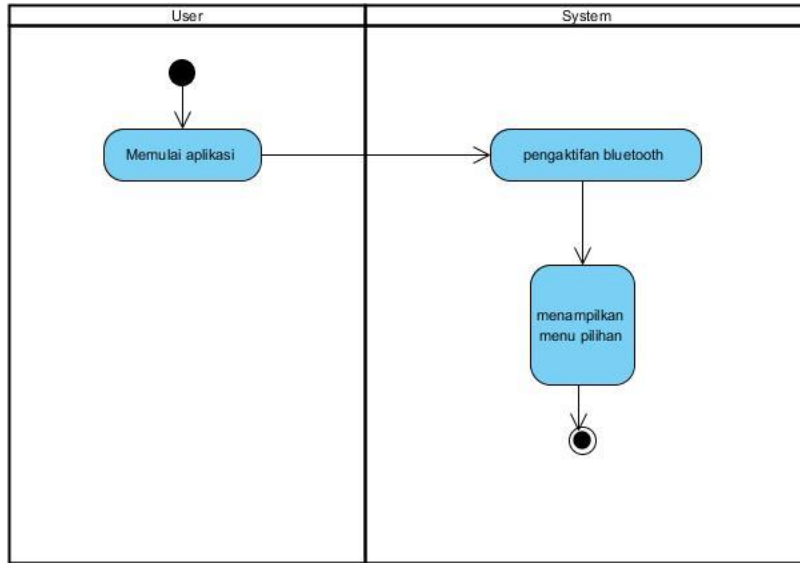 User
System
Memulai aplikasi
pengaktifan bluetooth
menampilkan
menu pilihan